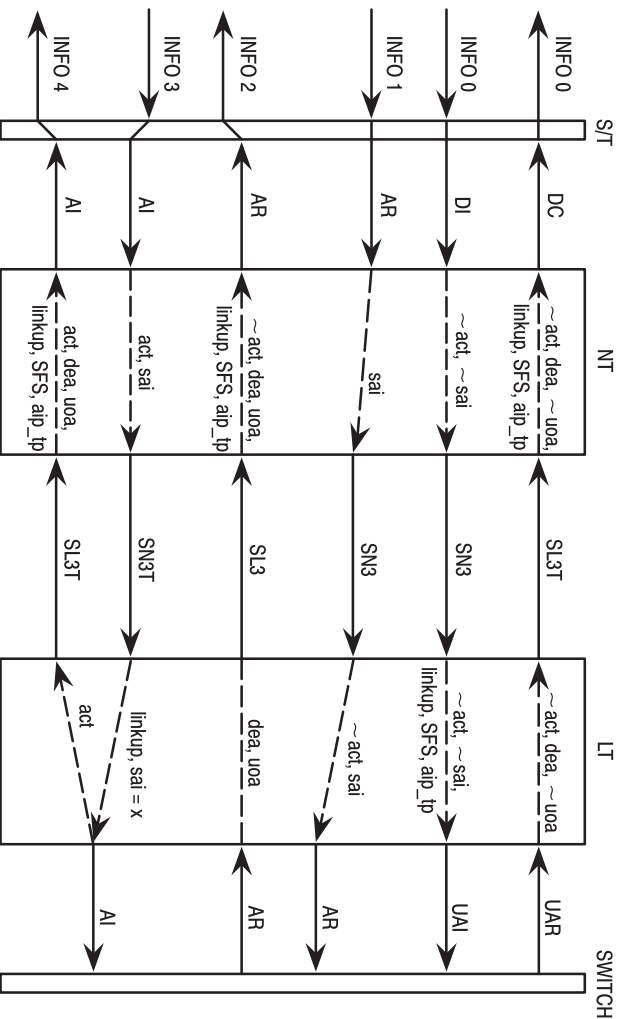 S/T
NT
LT
SWITCH
INFO 0
DC
~ act, dea, ~ uoa,
linkup, SFS, aip_tp
SL3T
~ act, dea, ~ uoa
UAR
INFO 0
DI
~ act, ~ sai
SN3
~ act, ~ sai,
linkup, SFS, aip_tp
UAI
INFO 1
AR
sai
SN3
~ act, sai
AR
INFO 2
AR
~ act, dea, uoa,
linkup, SFS, aip_tp
SL3
dea, uoa
AR
INFO 3
AI
act, sai
SN3T
linkup, sai = x
AI
INFO 4
AI
act, dea, uoa,
linkup, SFS, aip_tp
SL3T
act